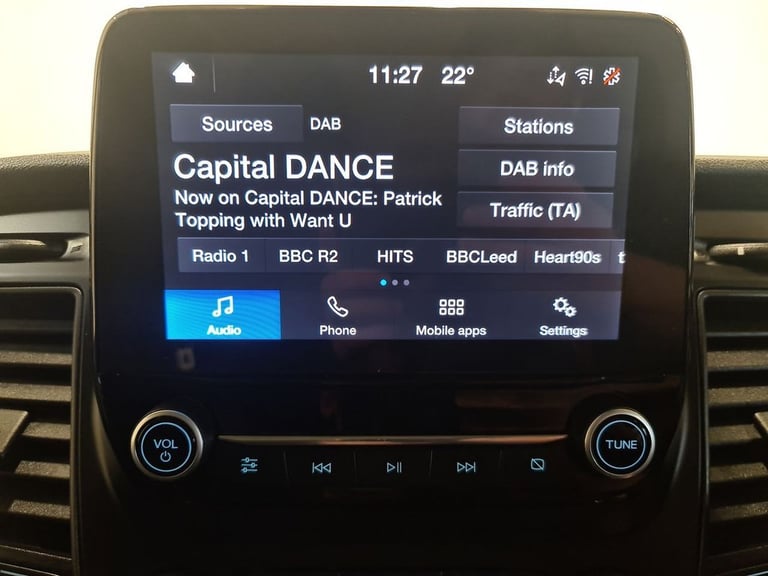 11:27 22°
Sources DAB
Stations
Capital DANCE
DAB info
Now on Capital DANCE: Patrick
Topping with Want U
Traffic (TA)
Radio 1 BBC R2 HITS BBCLeed Heart90s t
Audio Phone Mobile apps Settings
VOL
TUNE